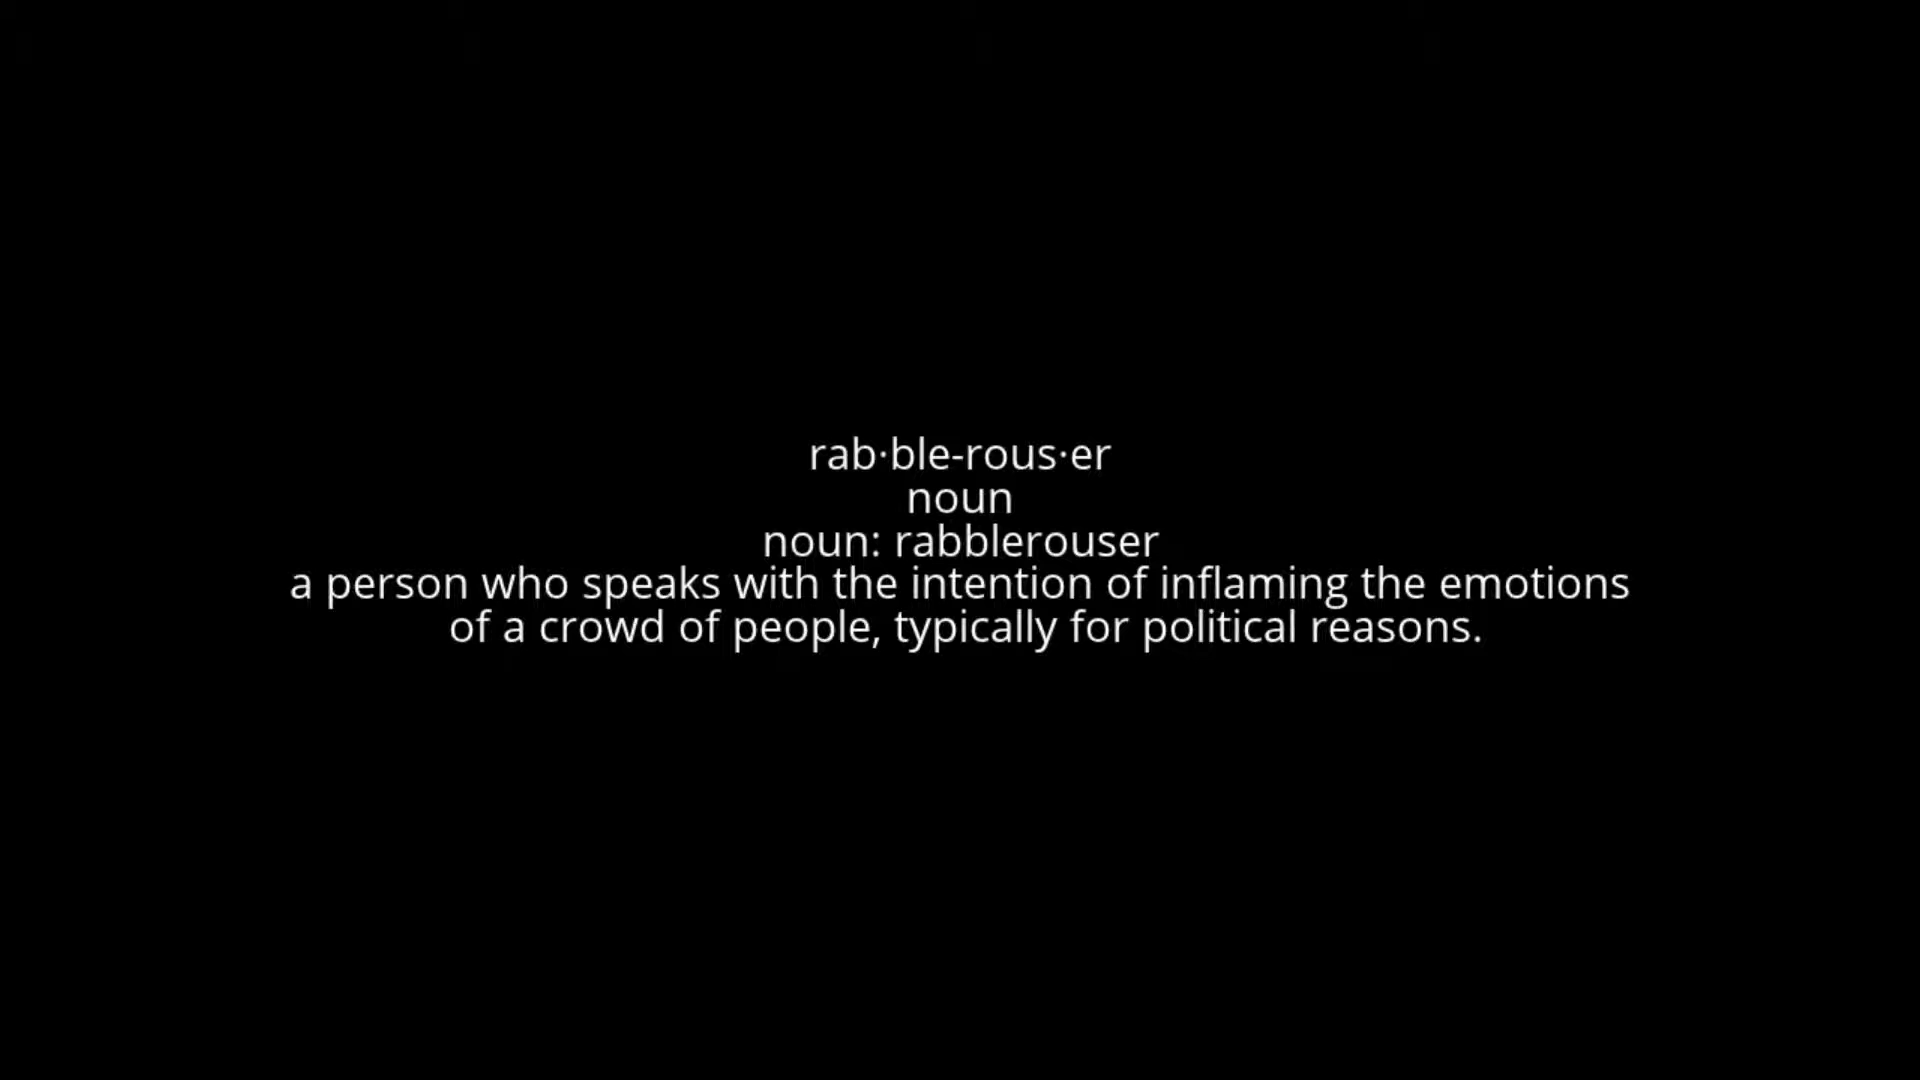 rab·ble-rous·er
noun
noun: rabblerouser
a person who speaks with the intention of inflaming the emotions
of a crowd of people, typically for political reasons.